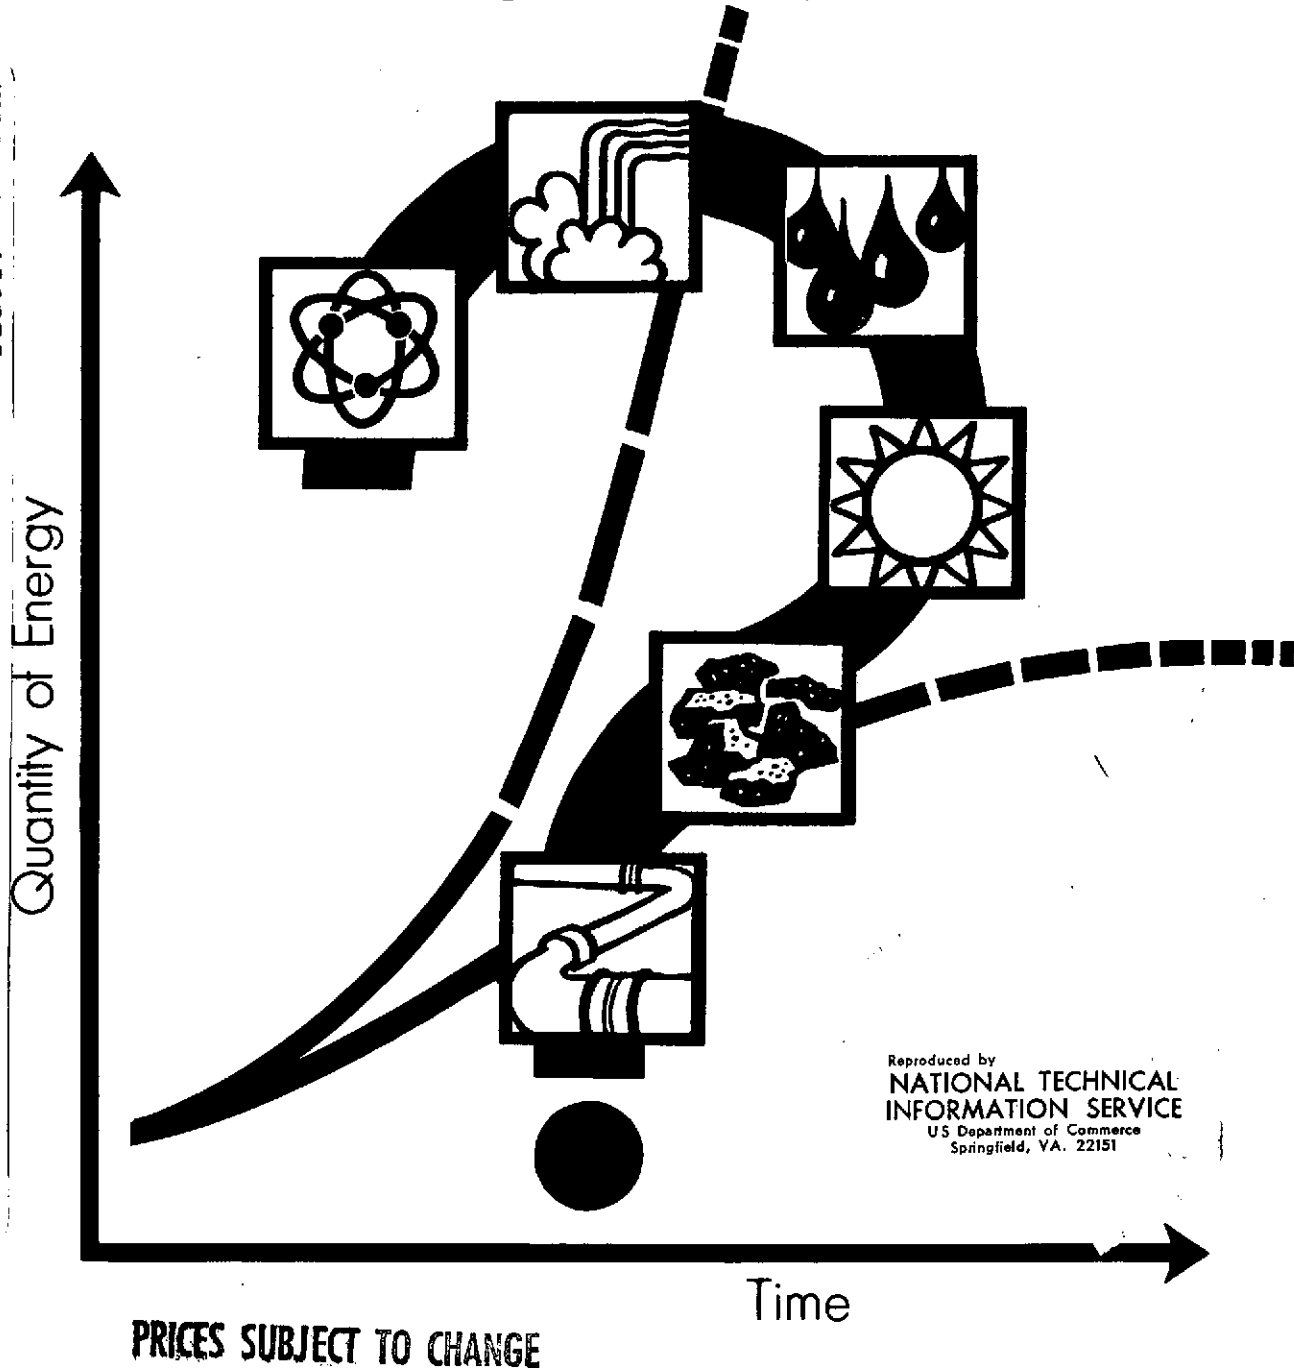 Quantity of Energy
Reproduced by
NATIONAL TECHNICAL
INFORMATION SERVICE
US Department of Commerce
Springfield, VA. 22151
Time
PRICES SUBJECT TO CHANGE